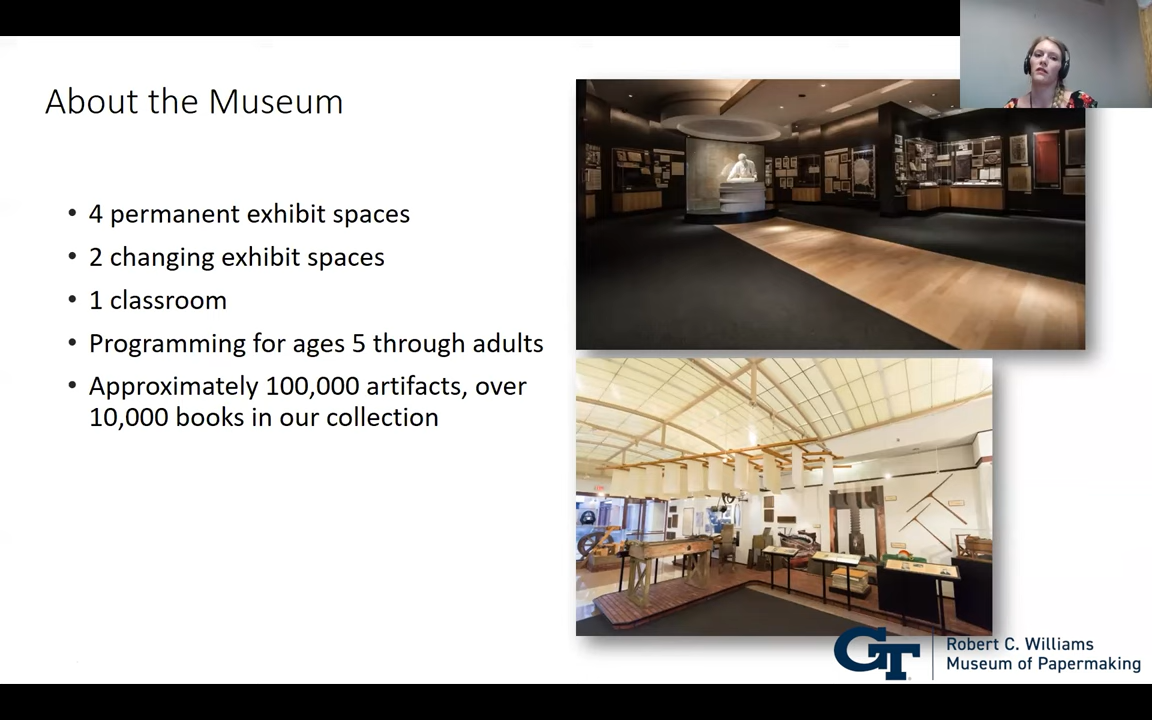 About the Museum
• 4 permanent exhibit spaces
• 2 changing exhibit spaces
• 1 classroom
• Programming for ages 5 through adults
• Approximately 100,000 artifacts, over
10,000 books in our collection
GT
Robert C. Williams
Museum of Papermaking